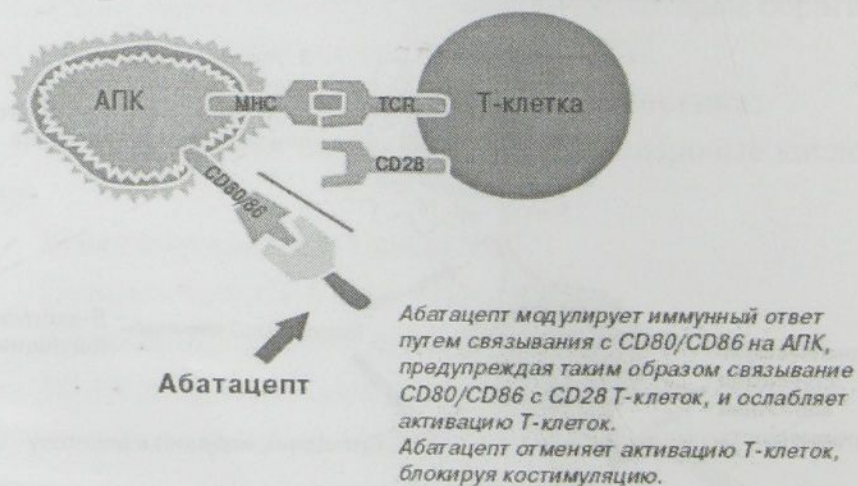 АПК
МНС
TCR
Т-клетка
CD28
CD80/86
Абатацепт
Абатацепт модулирует иммунный ответ
путем связывания с CD80/CD86 на АПК,
предупреждая таким образом связывание
CD80/CD86 с CD28 Т-клеток, и ослабляет
активацию Т-клеток.
Абатацепт отменяет активацию Т-клеток,
блокируя костимуляцию.